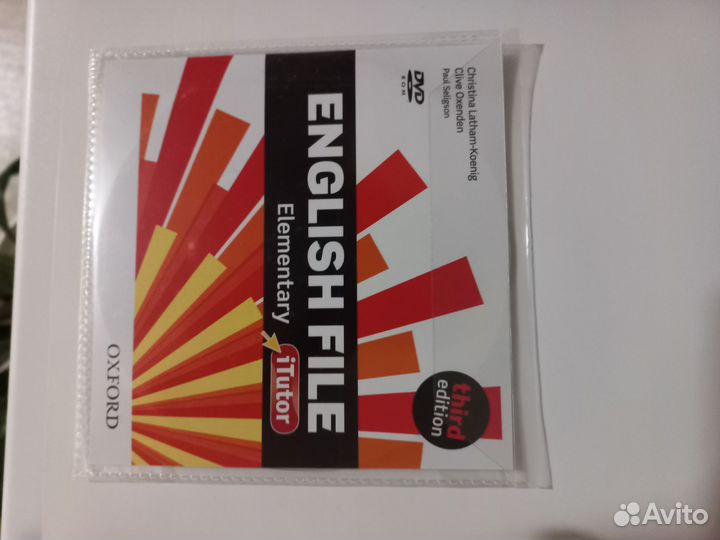 Christina Latham-Koenig
Clive Oxenden
Paul Seligson
DVD
ROM
ENGLISH FILE
Elementary
iTutor
third
edition
OXFORD
Avito